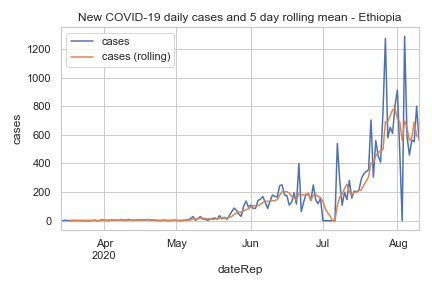 New COVID-19 daily cases and 5 day rolling mean - Ethiopia
cases
cases (rolling)
1200
1000
800
600
400
200
0
cases
Apr
May
Jun
Jul
Aug
2020
dateRep